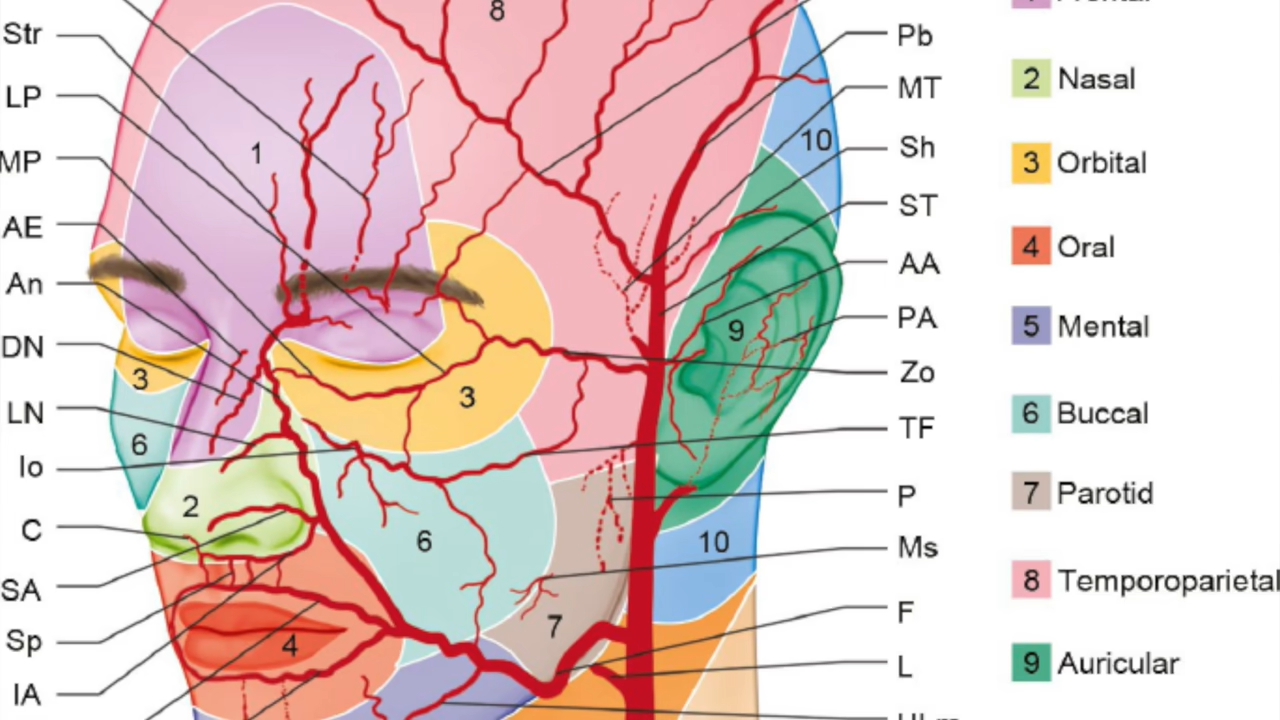 Str
LP
MP
AE
An
DN
LN
Io
C
SA
Sp
IA
8
1
10
9
3
3
6
2
6
10
7
4
Pb
MT
Sh
ST
AA
PA
Zo
TF
P
Ms
F
L
2 Nasal
3 Orbital
4 Oral
5 Mental
6 Buccal
7 Parotid
8 Temporoparietal
9 Auricular